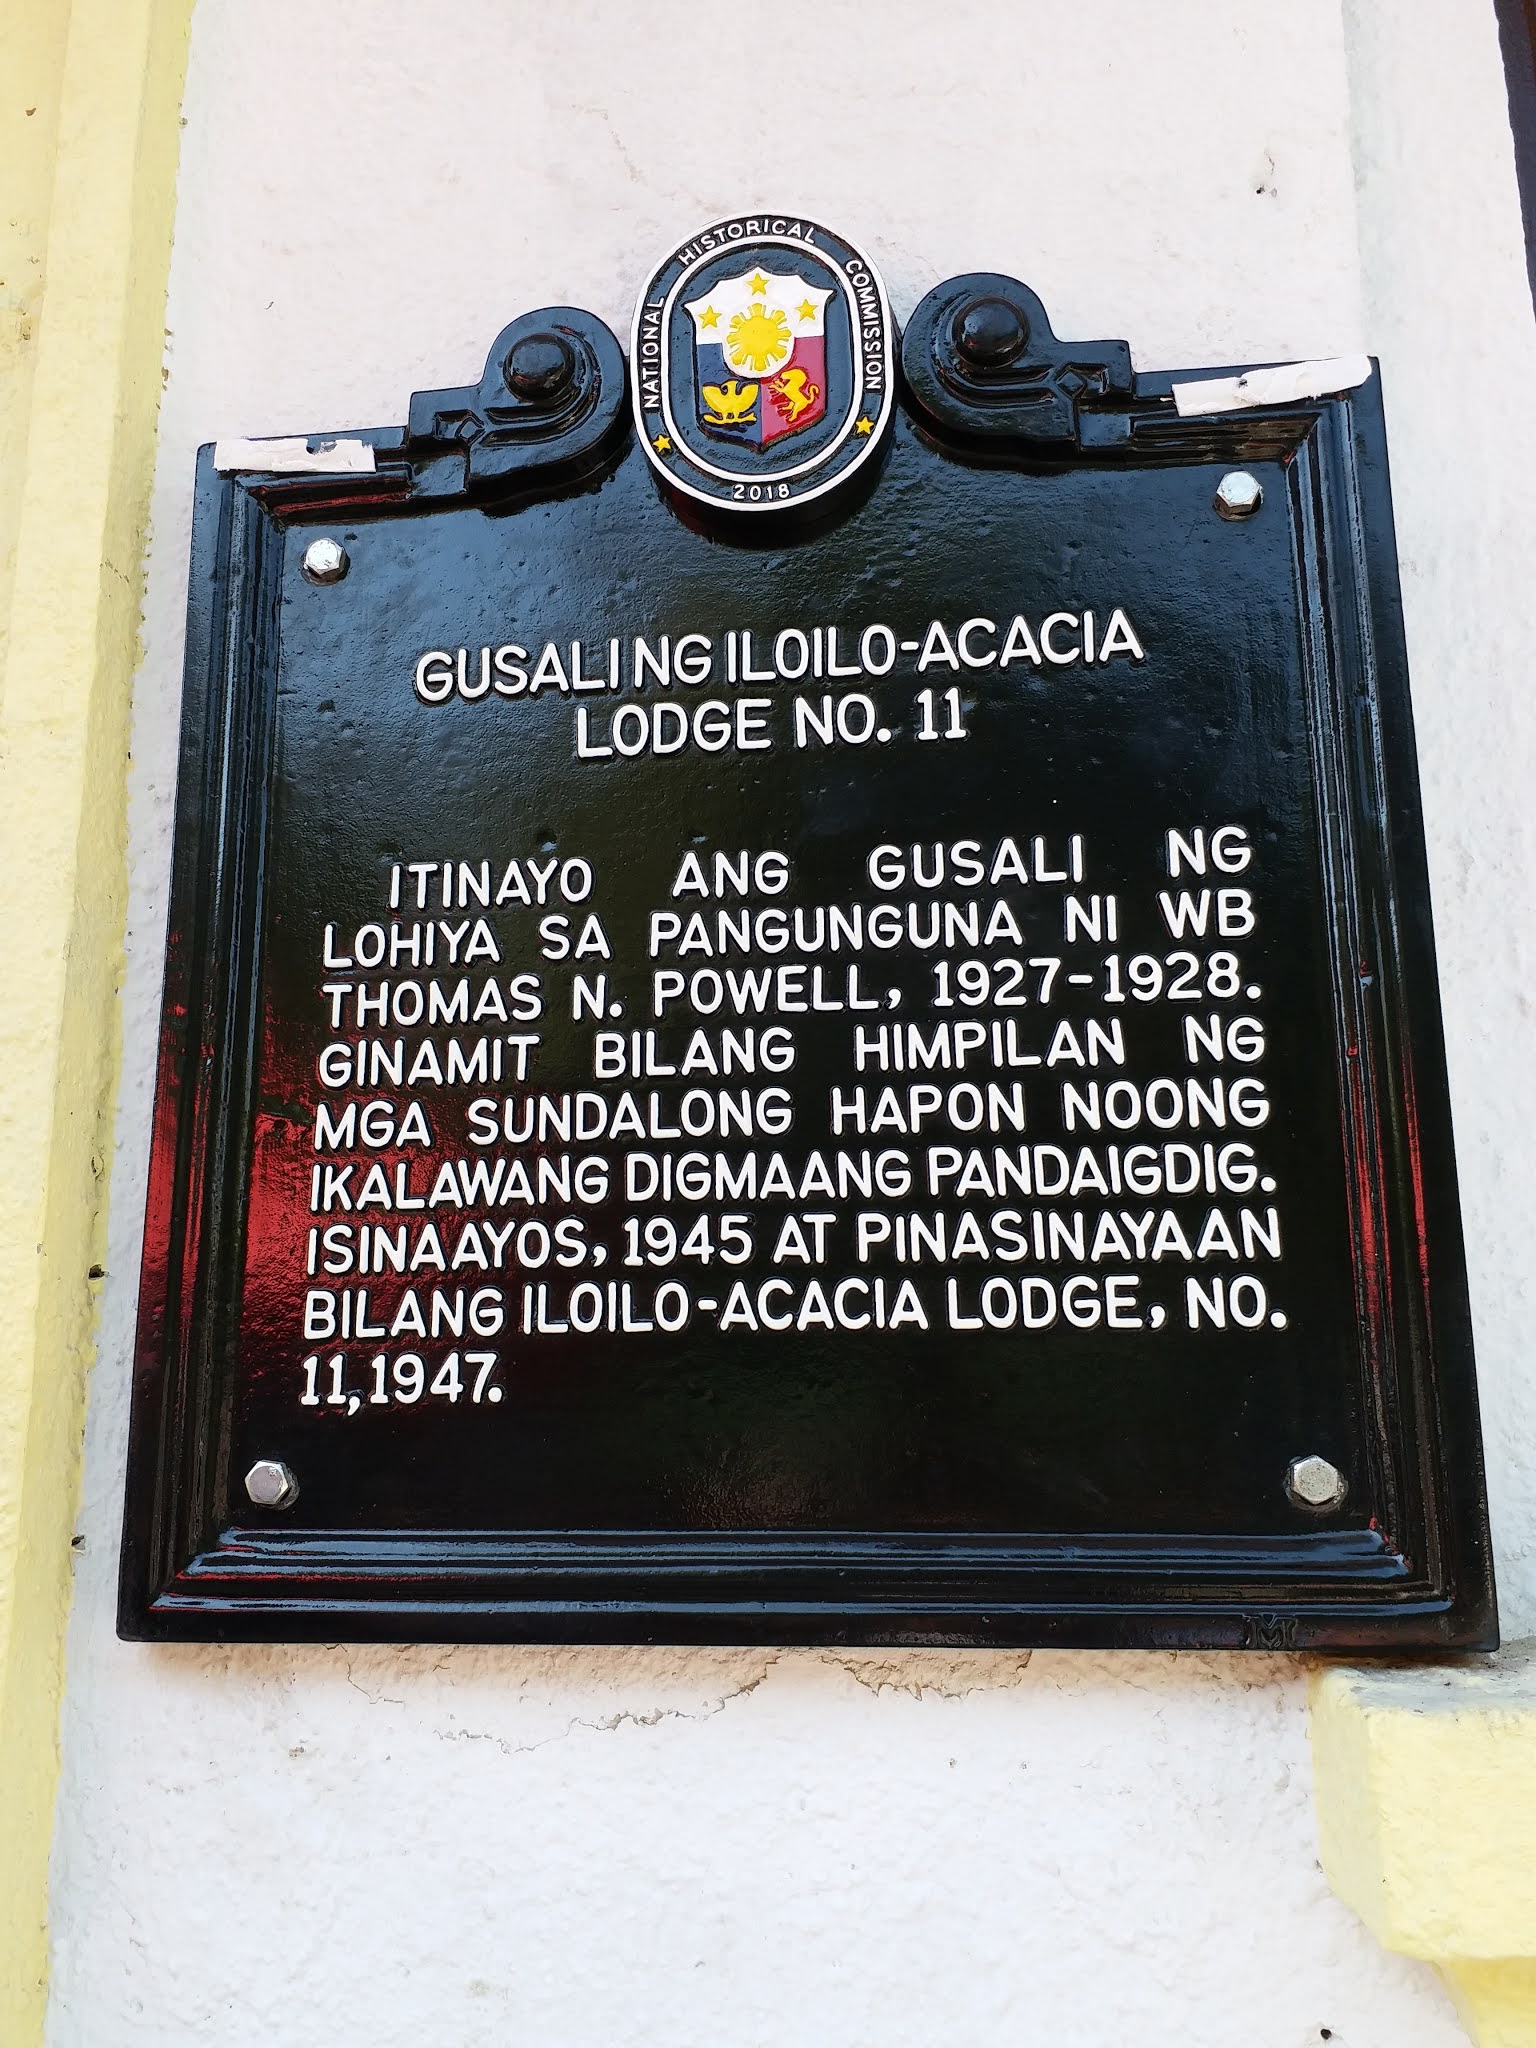 NATIONAL HISTORICAL COMMISSION
2018
GUSALI NG ILOILO-ACACIA
LODGE NO. 11
ITINAYO ANG GUSALI NG
LOHIYA SA PANGUNGUNA NI WB
THOMAS N. POWELL, 1927-1928.
GINAMIT BILANG HIMPILAN NG
MGA SUNDALONG HAPON NOONG
IKALAWANG DIGMAANG PANDAIGDIG.
ISINAAYOS, 1945 AT PINASINAYAAN
BILANG ILOILO-ACACIA LODGE, NO.
11, 1947.